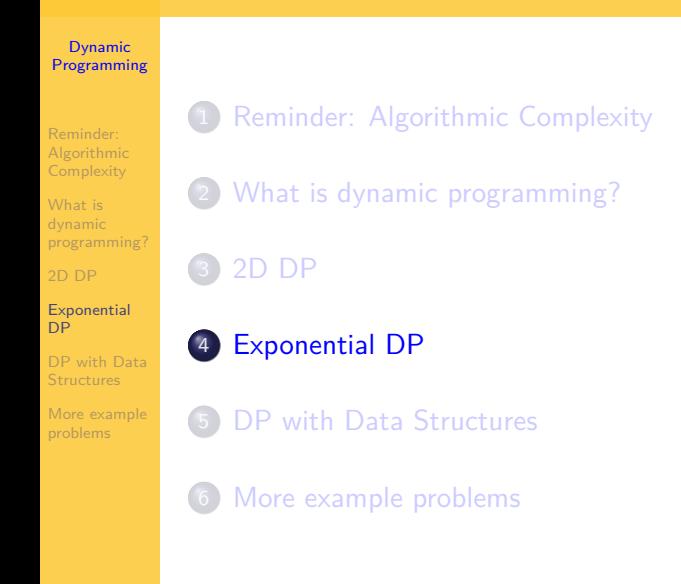 Dynamic
Programming
Reminder:
Algorithmic
Complexity
What is
dynamic
programming?
2D DP
Exponential
DP
DP with Data
Structures
More example
problems
1 Reminder: Algorithmic Complexity
2 What is dynamic programming?
3 2D DP
4 Exponential DP
5 DP with Data Structures
6 More example problems